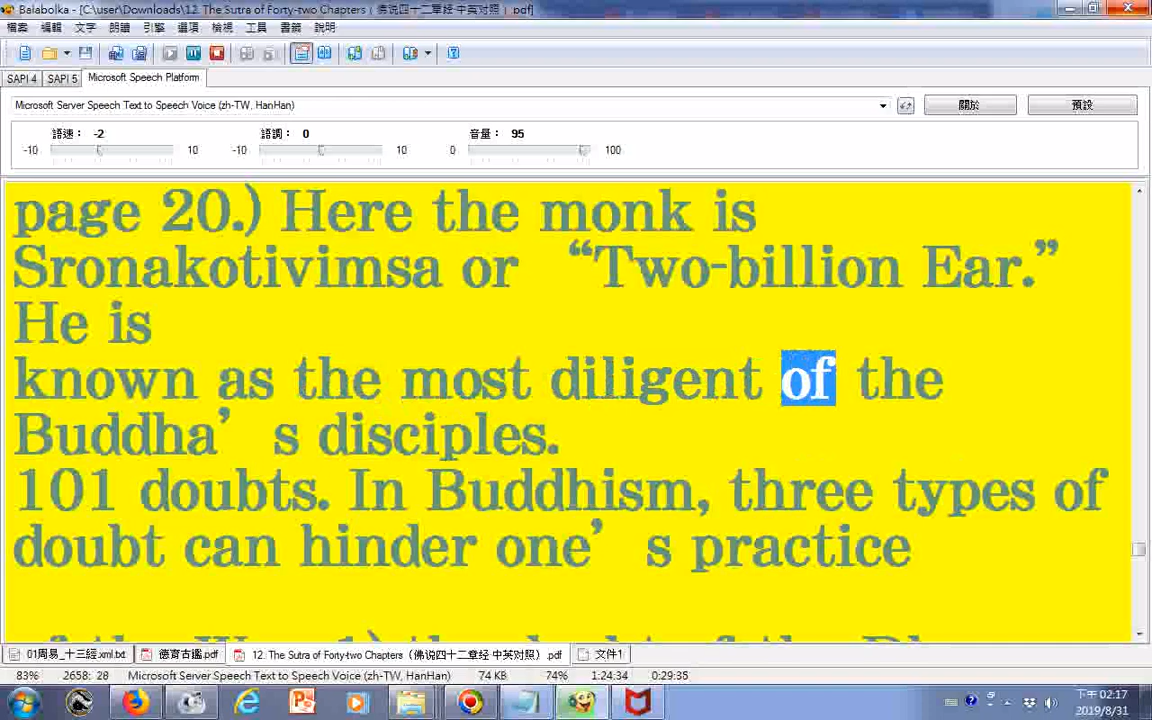 Balabolka - [C:\user\Downloads\12. The Sutra of Forty-two Chapters（佛说四十二章经·中英对照）.pdf]
檔案 編輯 文字 朗讀 引擎 選項 檢視 工具 書籤 說明
SAPI 4 SAPI 5 Microsoft Speech Platform
Microsoft Server Speech Text to Speech Voice (zh-TW, HanHan) 關於 預設
語速： -2 語調： 0 音量： 95
-10 10 -10 10 0 100
page 20.) Here the monk is
Sronakotivimsa or “Two-billion Ear.”
He is
known as the most diligent of the
Buddha’s disciples.
101 doubts. In Buddhism, three types of
doubt can hinder one’s practice
01周易_十三經.xml.txt 德育古鑑.pdf 12. The Sutra of Forty-two Chapters（佛说四十二章经·中英对照）.pdf 文件1
83% 2658: 28 Microsoft Server Speech Text to Speech Voice (zh-TW, HanHan) 74 KB 74% 1:24:34 0:29:35
下午 02:17
2019/8/31